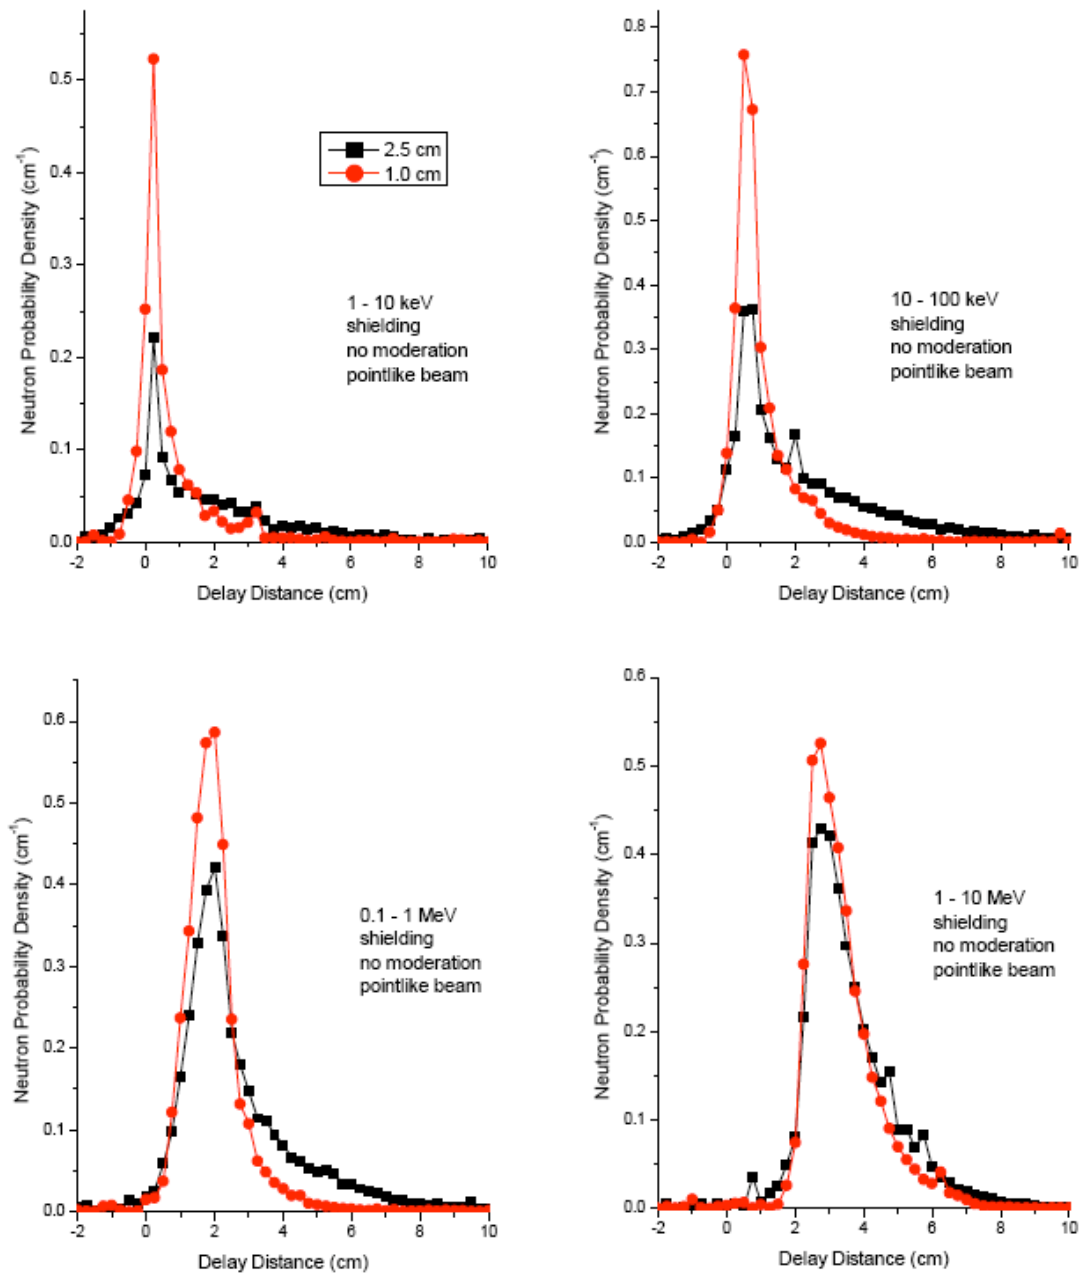 0.5
0.4
0.3
0.2
0.1
0.0
-2
0
2
4
6
8
10
Neutron Probability Density (cm⁻¹)
Delay Distance (cm)
2.5 cm
1.0 cm
1 - 10 keV
shielding
no moderation
pointlike beam
0.8
0.7
0.6
0.5
0.4
0.3
0.2
0.1
0.0
-2
0
2
4
6
8
10
Neutron Probability Density (cm⁻¹)
Delay Distance (cm)
10 - 100 keV
shielding
no moderation
pointlike beam
0.6
0.5
0.4
0.3
0.2
0.1
0.0
-2
0
2
4
6
8
10
Neutron Probability Density (cm⁻¹)
Delay Distance (cm)
0.1 - 1 MeV
shielding
no moderation
pointlike beam
0.6
0.5
0.4
0.3
0.2
0.1
0.0
-2
0
2
4
6
8
10
Neutron Probability Density (cm⁻¹)
Delay Distance (cm)
1 - 10 MeV
shielding
no moderation
pointlike beam